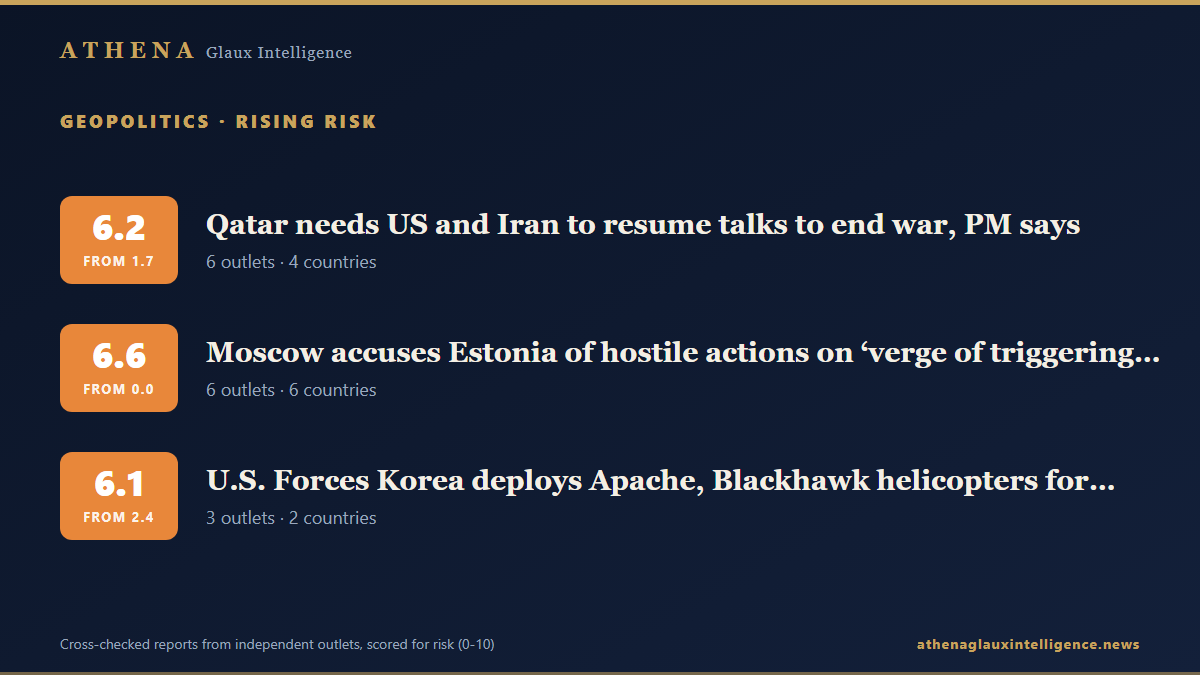 ATHENA Glaux Intelligence
GEOPOLITICS · RISING RISK
6.2
FROM 1.7
Qatar needs US and Iran to resume talks to end war, PM says
6 outlets · 4 countries
6.6
FROM 0.0
Moscow accuses Estonia of hostile actions on ‘verge of triggering...
6 outlets · 6 countries
6.1
FROM 2.4
U.S. Forces Korea deploys Apache, Blackhawk helicopters for...
3 outlets · 2 countries
Cross-checked reports from independent outlets, scored for risk (0-10)
athenaglauxintelligence.news